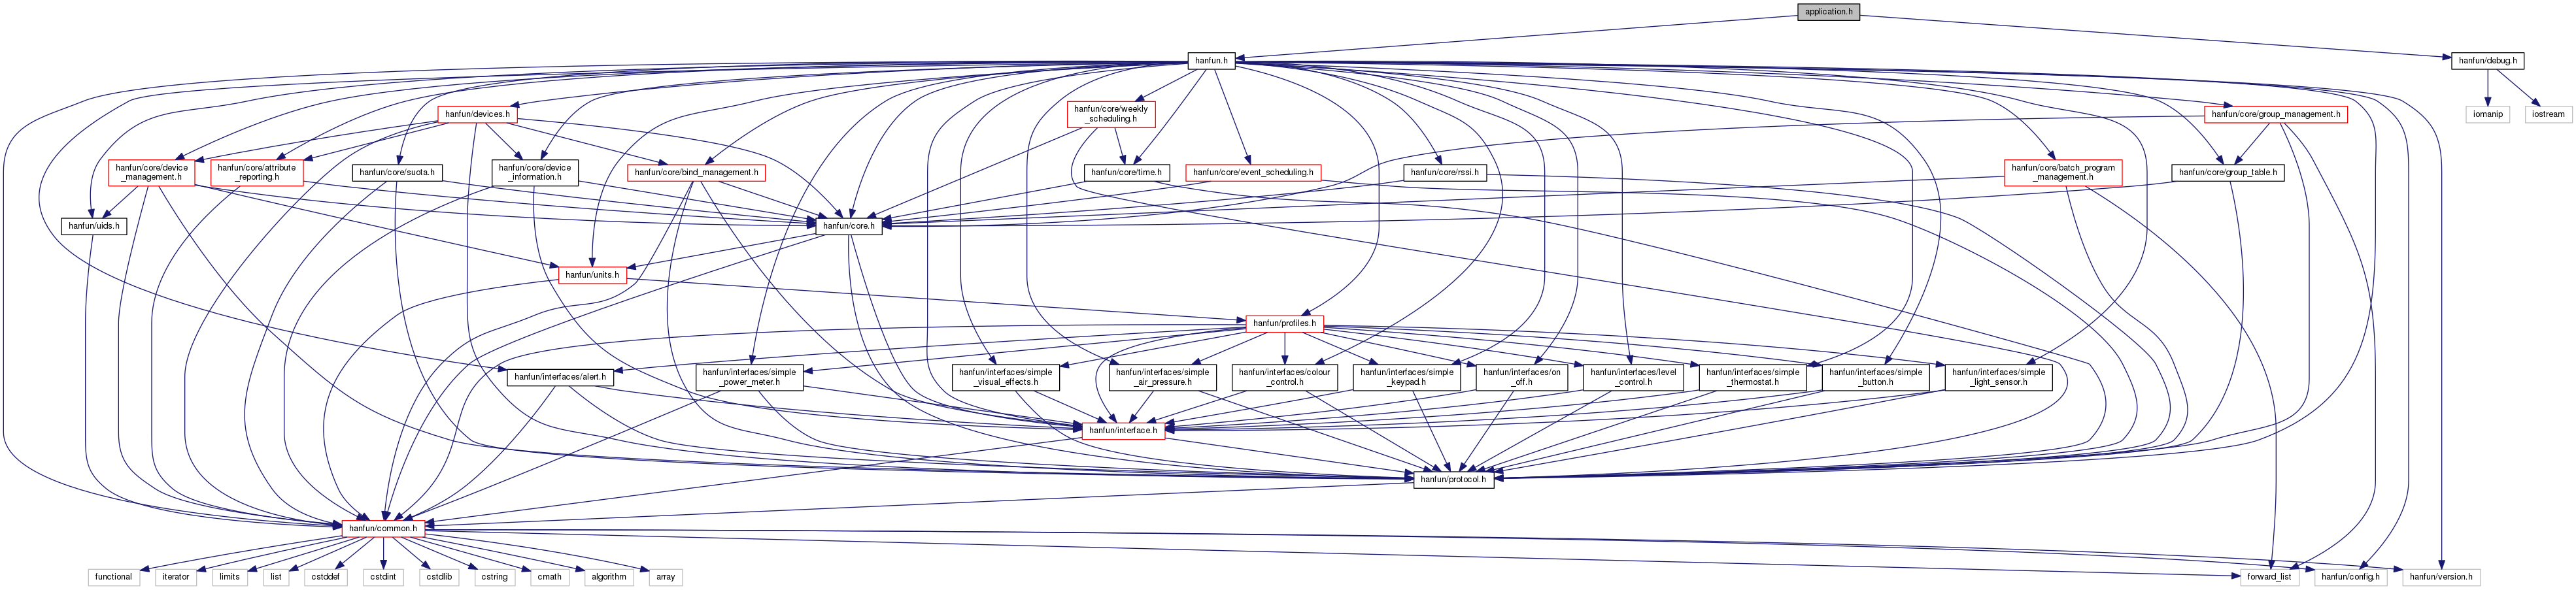 application.h
hanfun.h
hanfun/debug.h
hanfun/devices.h
hanfun/core/weekly
_scheduling.h
hanfun/core/group_management.h
iomanip
iostream
hanfun/core/device
_management.h
hanfun/core/attribute
_reporting.h
hanfun/core/suota.h
hanfun/core/device
_information.h
hanfun/core/bind_management.h
hanfun/core/time.h
hanfun/core/event_scheduling.h
hanfun/core/rssi.h
hanfun/core/batch_program
_management.h
hanfun/core/group_table.h
hanfun/uids.h
hanfun/core.h
hanfun/units.h
hanfun/profiles.h
hanfun/interfaces/alert.h
hanfun/interfaces/simple
_power_meter.h
hanfun/interfaces/simple
_visual_effects.h
hanfun/interfaces/simple
_air_pressure.h
hanfun/interfaces/colour
_control.h
hanfun/interfaces/simple
_keypad.h
hanfun/interfaces/on
_off.h
hanfun/interfaces/level
_control.h
hanfun/interfaces/simple
_thermostat.h
hanfun/interfaces/simple
_button.h
hanfun/interfaces/simple
_light_sensor.h
hanfun/interface.h
hanfun/protocol.h
hanfun/common.h
functional
iterator
limits
list
cstddef
cstdint
cstdlib
cstring
cmath
algorithm
array
forward_list
hanfun/config.h
hanfun/version.h